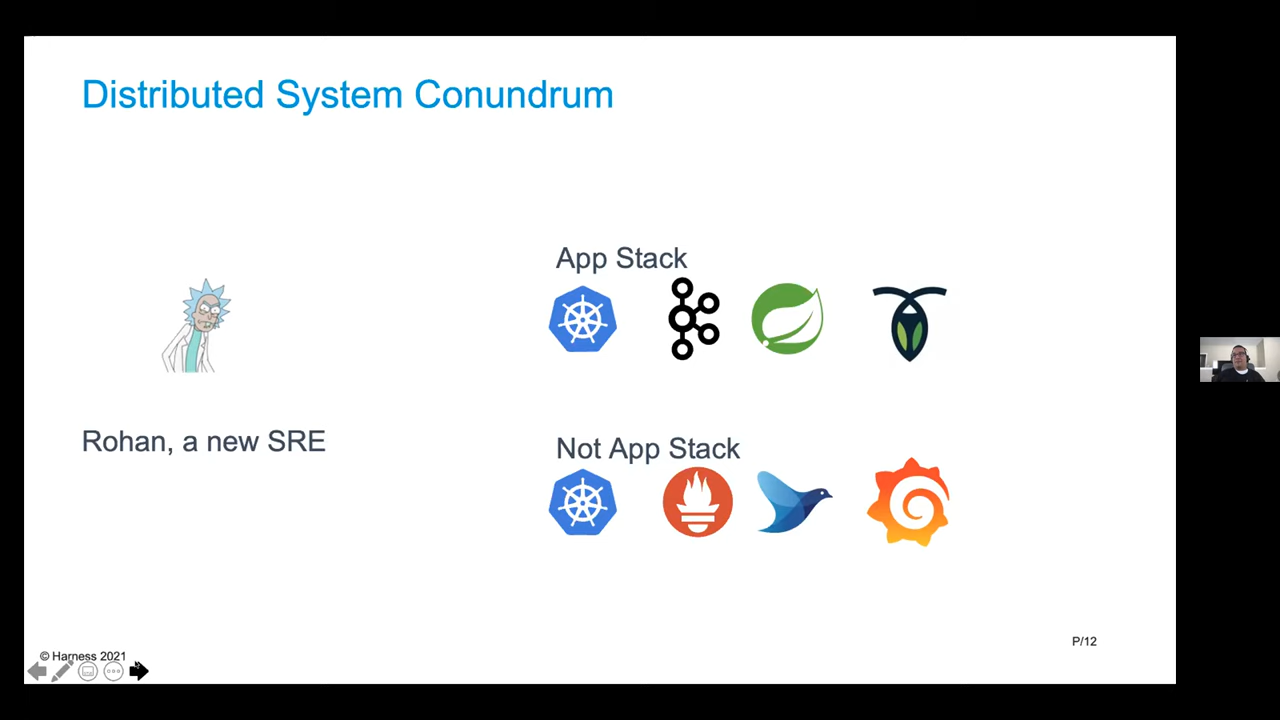 Distributed System Conundrum
App Stack
Rohan, a new SRE
Not App Stack
© Harness 2021
P/12